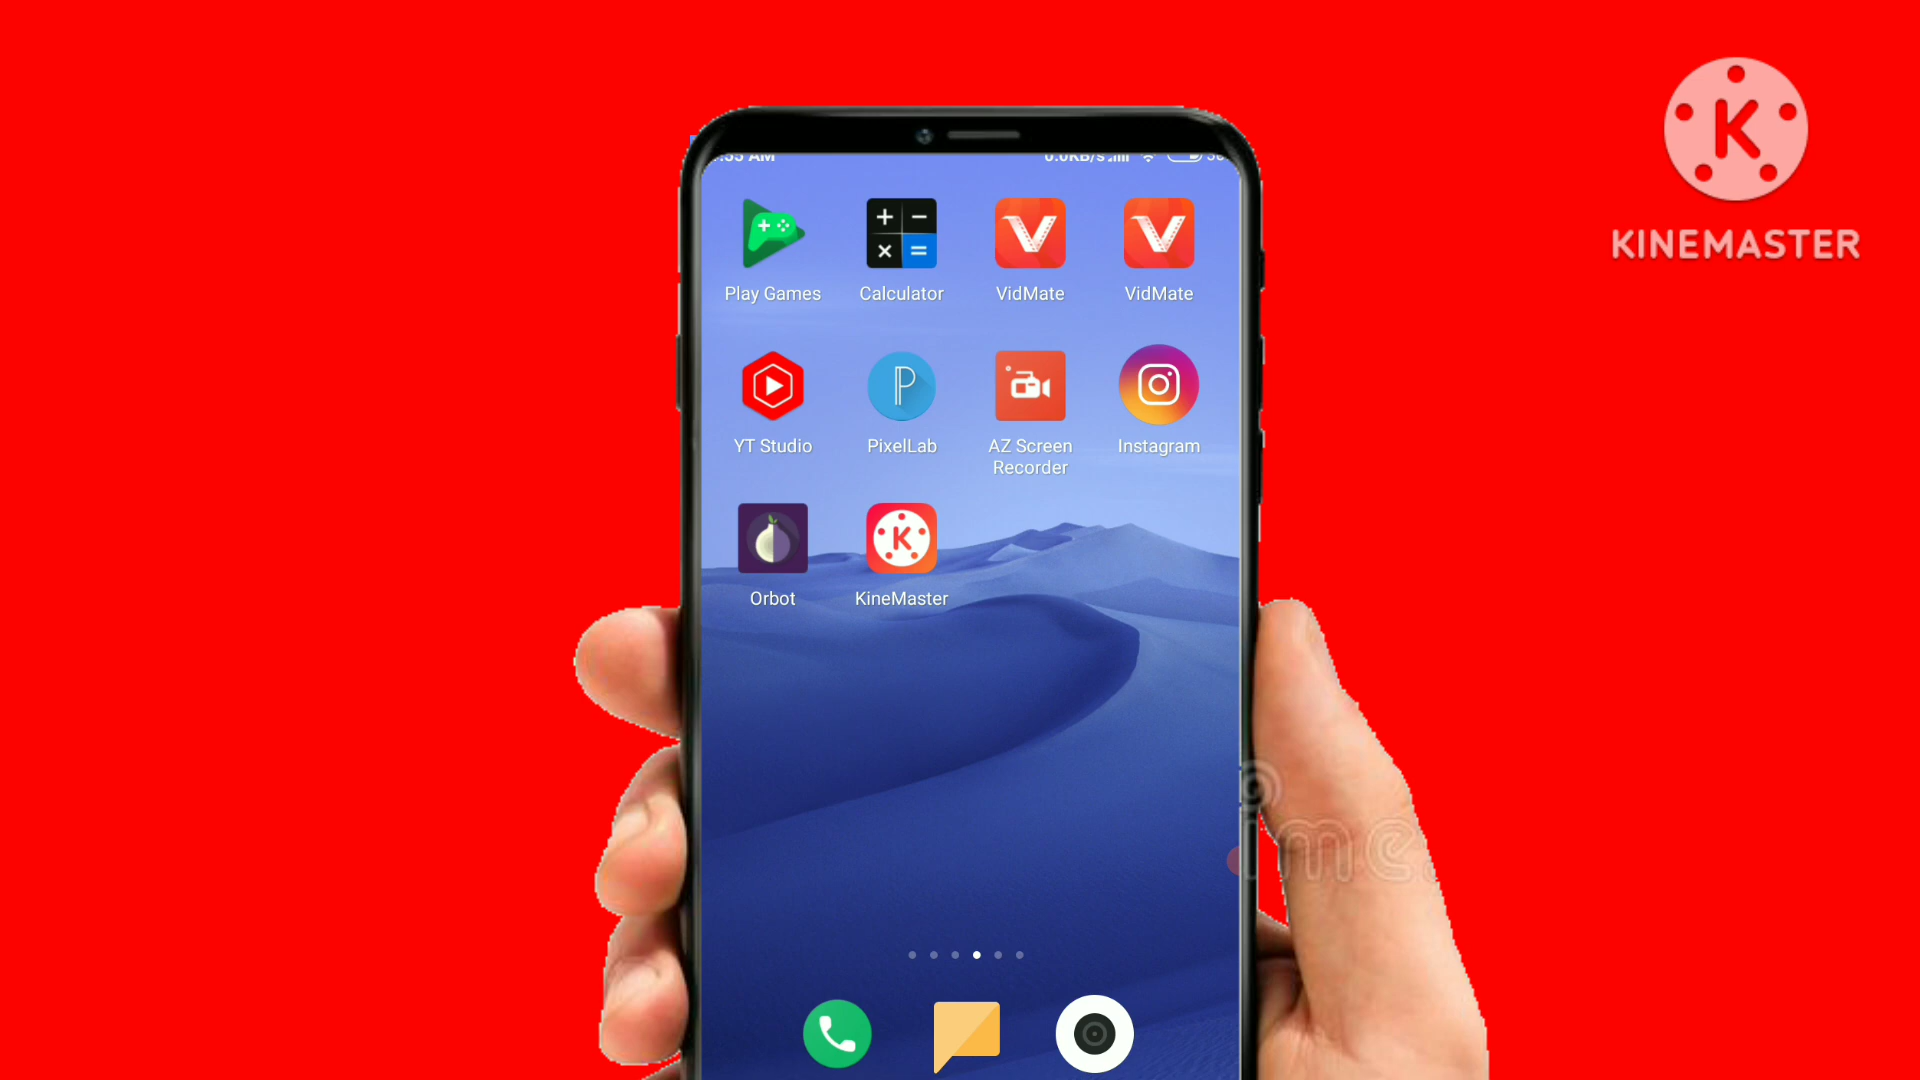 KINEMASTER
Play Games
Calculator
VidMate
VidMate
YT Studio
PixelLab
AZ Screen
Recorder
Instagram
Orbot
KineMaster